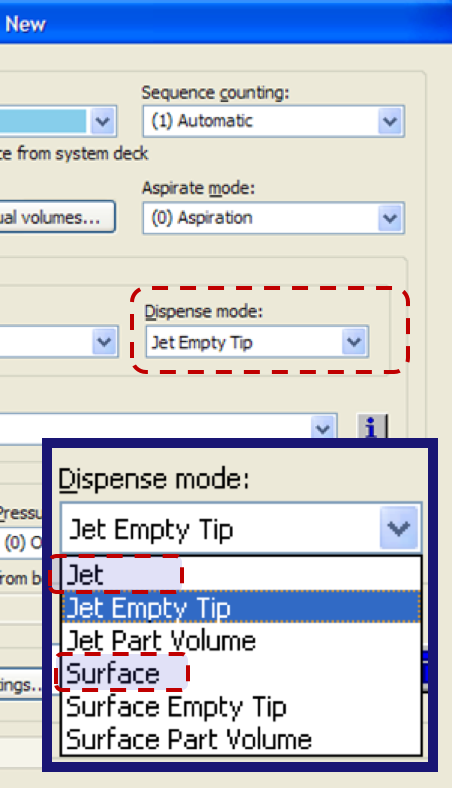 New
Sequence counting:
(1) Automatic
ce from system deck
Aspirate mode:
ual volumes...
(0) Aspiration
Dispense mode:
Jet Empty Tip
i
Pressu
(0) O
from b
ings..
Dispense mode:
Jet Empty Tip
Jet
Jet Empty Tip
Jet Part Volume
Surface
Surface Empty Tip
Surface Part Volume